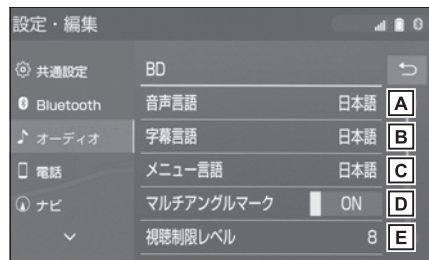 設定・編集
共通設定
BD
Bluetooth
音声言語 日本語 A
オーディオ
字幕言語 日本語 B
電話
メニュー言語 日本語 C
ナビ
マルチアングルマーク ON D
視聴制限レベル 8 E